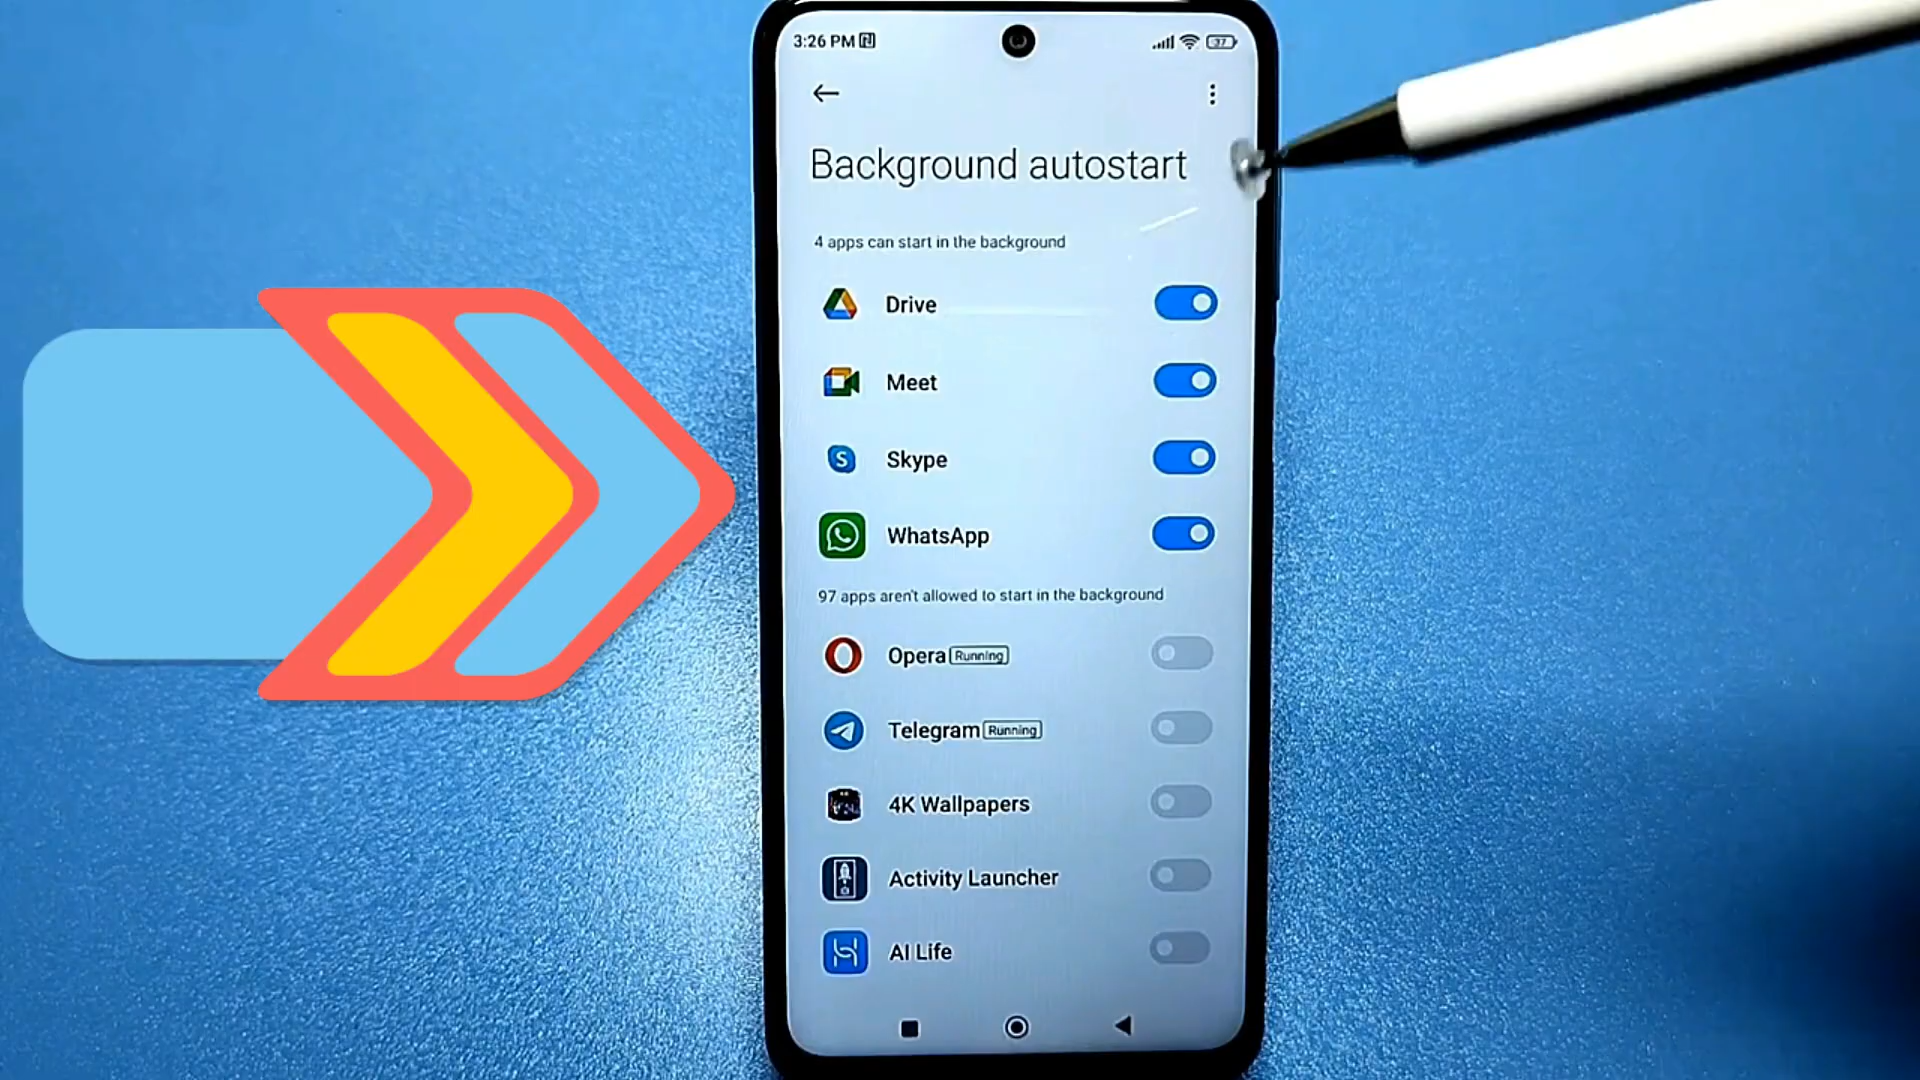 3:26 PM
37
Background autostart
4 apps can start in the background
Drive
Meet
Skype
WhatsApp
97 apps aren't allowed to start in the background
Opera Running
Telegram Running
4K Wallpapers
Activity Launcher
AI Life